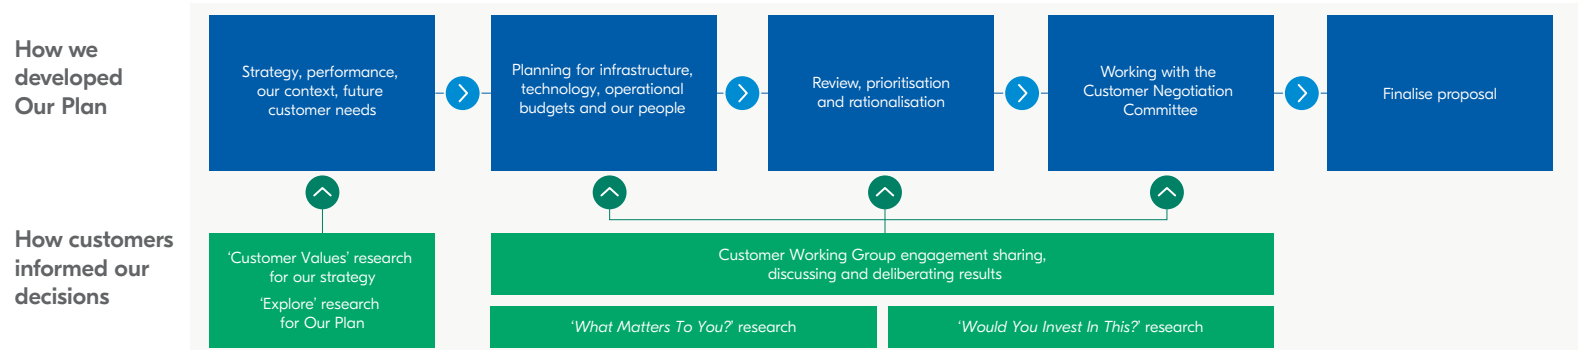 How we
developed
Our Plan
Strategy, performance,
our context, future
customer needs
Planning for infrastructure,
technology, operational
budgets and our people
Review, prioritisation
and rationalisation
Working with the
Customer Negotiation
Committee
Finalise proposal
How customers
informed our
decisions
‘Customer Values’ research
for our strategy
‘Explore’ research
for Our Plan
Customer Working Group engagement sharing,
discussing and deliberating results
‘What Matters To You?’ research
‘Would You Invest In This?’ research